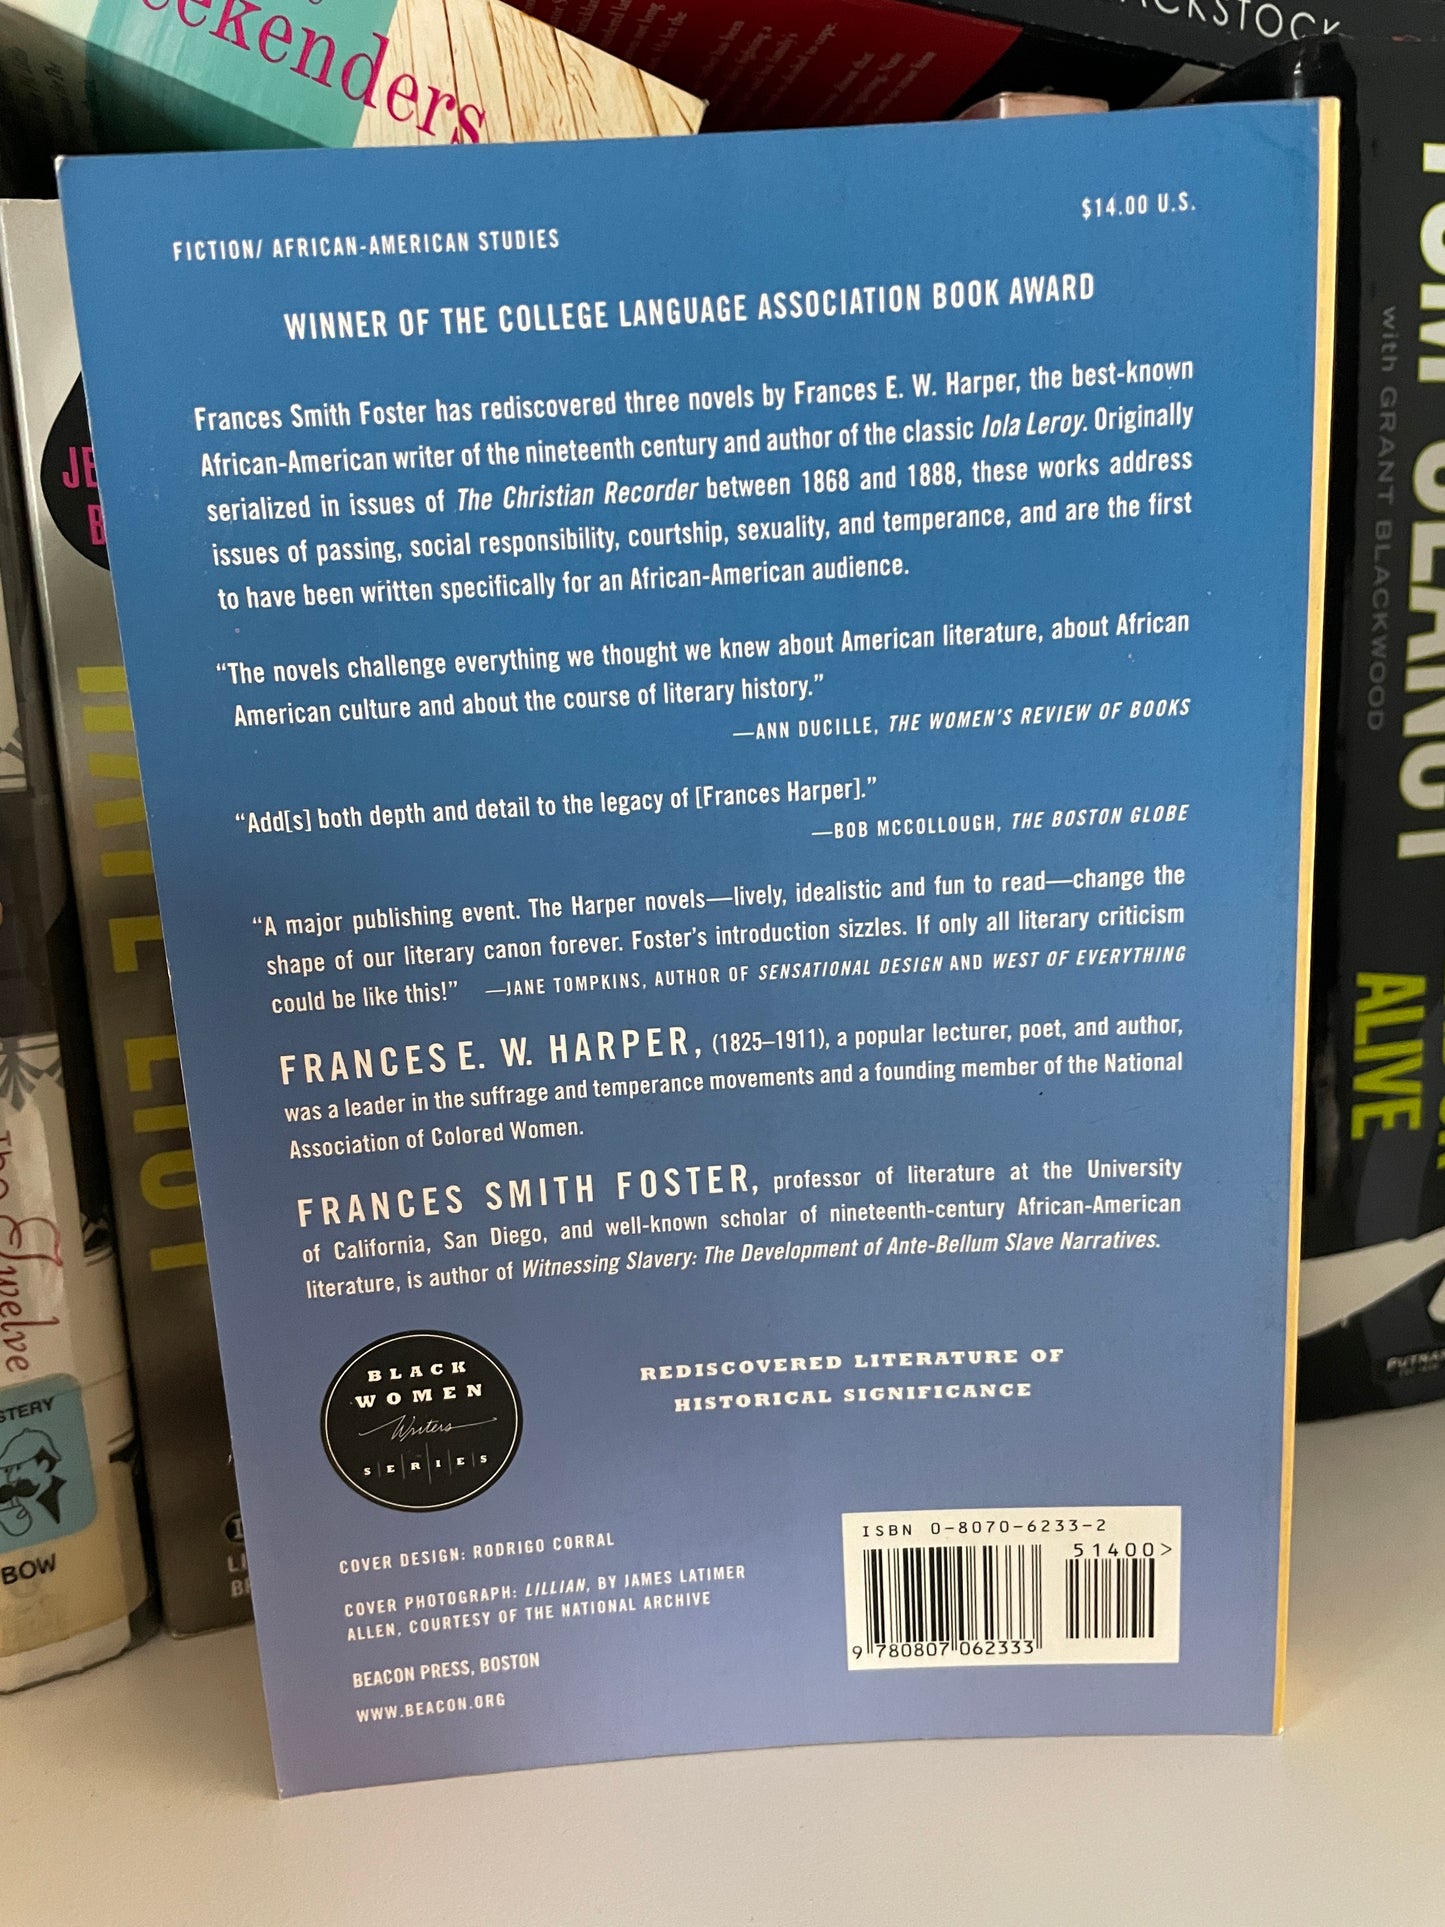 FICTION/ AFRICAN-AMERICAN STUDIES
$14.00 U.S.
WINNER OF THE COLLEGE LANGUAGE ASSOCIATION BOOK AWARD
Frances Smith Foster has rediscovered three novels by Frances E. W. Harper, the best-known
African-American writer of the nineteenth century and author of the classic Iola Leroy. Originally
serialized in issues of The Christian Recorder between 1868 and 1888, these works address
issues of passing, social responsibility, courtship, sexuality, and temperance, and are the first
to have been written specifically for an African-American audience.
“The novels challenge everything we thought we knew about American literature, about African
American culture and about the course of literary history.”
—ANN DUCILLE, THE WOMEN'S REVIEW OF BOOKS
“Add[s] both depth and detail to the legacy of [Frances Harper].”
—BOB MCCOLLOUGH, THE BOSTON GLOBE
“A major publishing event. The Harper novels—lively, idealistic and fun to read—change the
shape of our literary canon forever. Foster's introduction sizzles. If only all literary criticism
could be like this!” —JANE TOMPKINS, AUTHOR OF SENSATIONAL DESIGN AND WEST OF EVERYTHING
FRANCES E. W. HARPER, (1825–1911), a popular lecturer, poet, and author,
was a leader in the suffrage and temperance movements and a founding member of the National
Association of Colored Women.
FRANCES SMITH FOSTER, professor of literature at the University
of California, San Diego, and well-known scholar of nineteenth-century African-American
literature, is author of Witnessing Slavery: The Development of Ante-Bellum Slave Narratives.
BLACK
WOMEN
Writers
SERIES
REDISCOVERED LITERATURE OF
HISTORICAL SIGNIFICANCE
COVER DESIGN: RODRIGO CORRAL
COVER PHOTOGRAPH: LILLIAN, BY JAMES LATIMER
ALLEN, COURTESY OF THE NATIONAL ARCHIVE
BEACON PRESS, BOSTON
WWW.BEACON.ORG
ISBN 0-8070-6233-2
51400>
9 780807 062333
ekenders
CKSTOCK
with GRANT BLACKWOOD
TOM CLANCY
ALIVE
PUTNAM
The Twelve
STERY
BOW